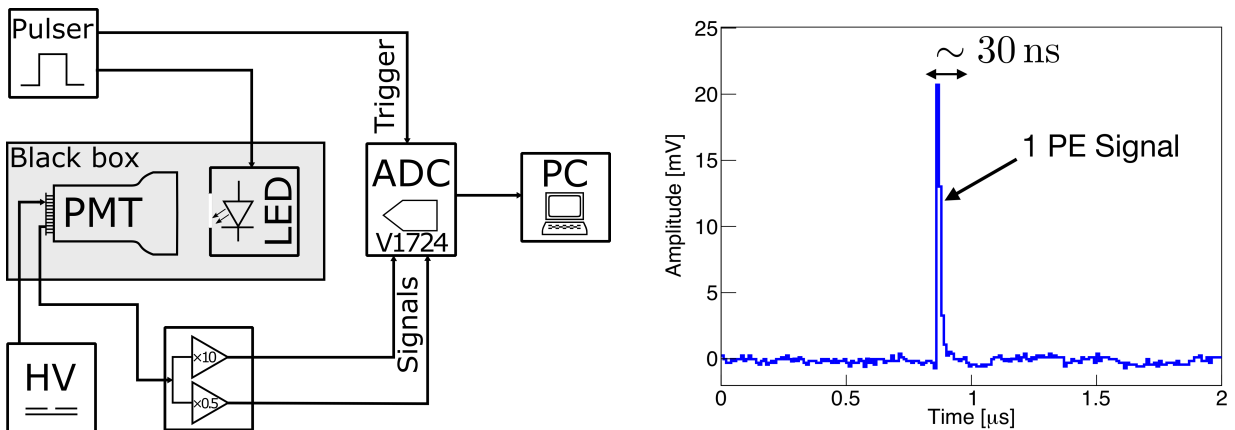 Pulser
Trigger
Black box
PMT
LED
ADC
V1724
PC
HV
×10
×0.5
Signals
25
20
15
10
5
0
Amplitude [mV]
∼ 30 ns
1 PE Signal
0
0.5
1
1.5
2
Time [μs]